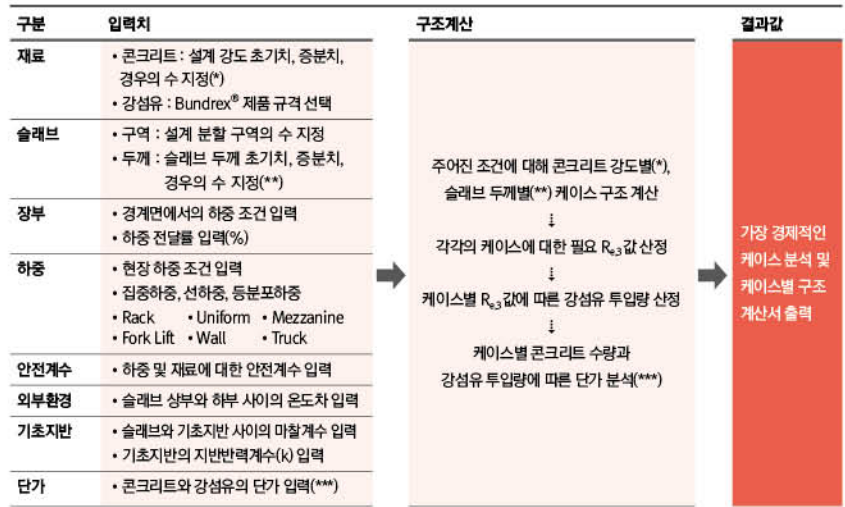 구분
입력치
구조계산
결과값
재료
• 콘크리트 : 설계 강도 초기치, 증분치,
경우의 수 지정(*)
• 강섬유 : Bundrex® 제품 규격 선택
슬래브
• 구역 : 설계 분할 구역의 수 지정
• 두께 : 슬래브 두께 초기치, 증분치,
경우의 수 지정(**)
장부
• 경계면에서의 하중 조건 입력
• 하중 전달률 입력(%)
하중
• 현장 하중 조건 입력
• 집중하중, 선하중, 등분포하중
• Rack • Uniform • Mezzanine
• Fork Lift • Wall • Truck
안전계수
• 하중 및 재료에 대한 안전계수 입력
외부환경
• 슬래브 상부와 하부 사이의 온도차 입력
기초지반
• 슬래브와 기초지반 사이의 마찰계수 입력
• 기초지반의 지반반력계수(k) 입력
단가
• 콘크리트와 강섬유의 단가 입력(***)
주어진 조건에 대해 콘크리트 강도별(*),
슬래브 두께별(**) 케이스 구조 계산
각각의 케이스에 대한 필요 Re,3값 산정
케이스별 Re,3값에 따른 강섬유 투입량 산정
케이스별 콘크리트 수량과
강섬유 투입량에 따른 단가 분석(***)
가장 경제적인
케이스 분석 및
케이스별 구조
계산서 출력